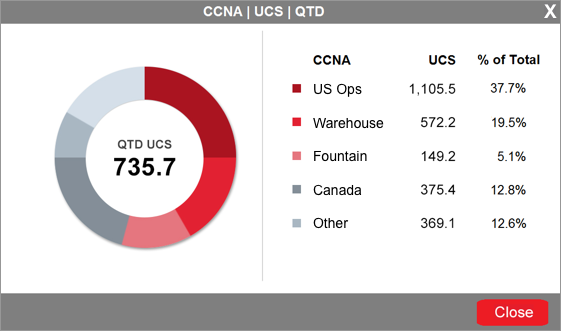 CCNA | UCS | QTD X
QTD UCS
735.7
CCNA UCS % of Total
US Ops 1,105.5 37.7%
Warehouse 572.2 19.5%
Fountain 149.2 5.1%
Canada 375.4 12.8%
Other 369.1 12.6%
Close